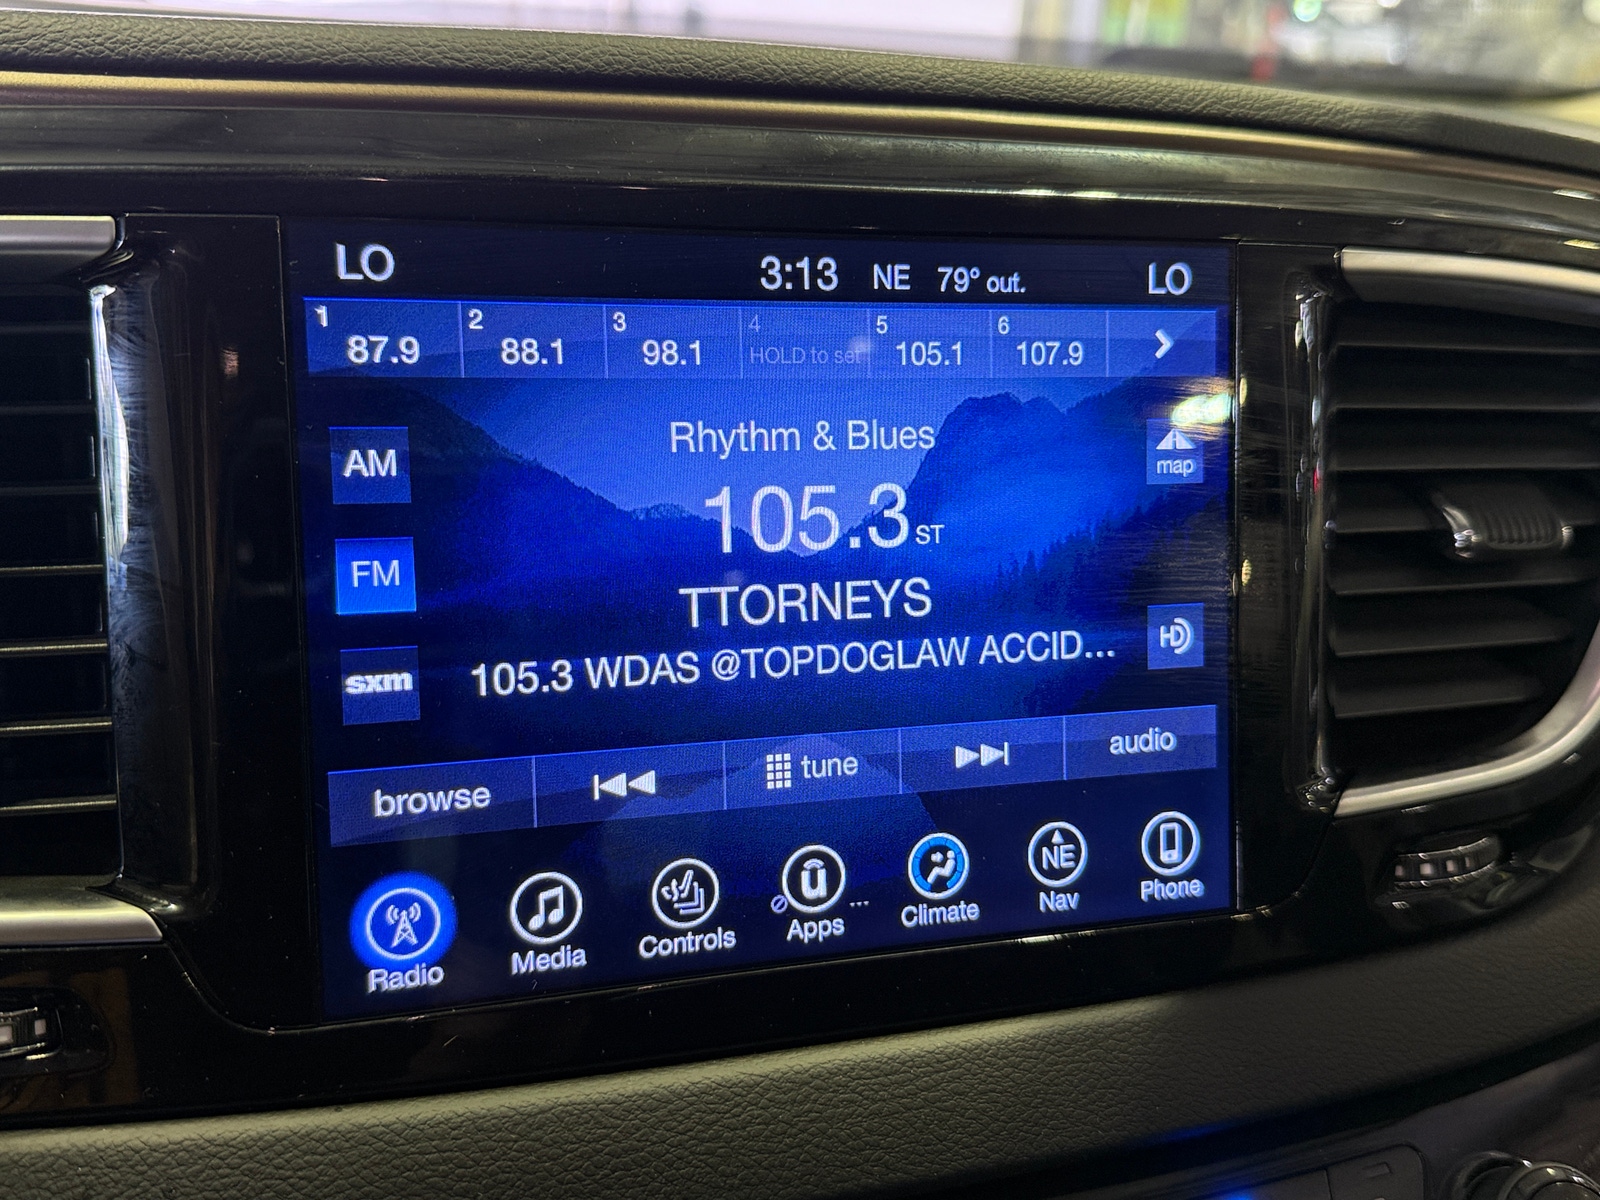 LO 3:13 NE 79° out. LO
1 2 3 4 5 6
87.9 88.1 98.1 HOLD to set 105.1 107.9
Rhythm & Blues
AM
map
105.3 ST
FM
TTORNEYS
HD
sxm
105.3 WDAS @TOPDOGLAW ACCID...
browse tune audio
Radio Media Controls ū Apps ... Climate NE Nav Phone